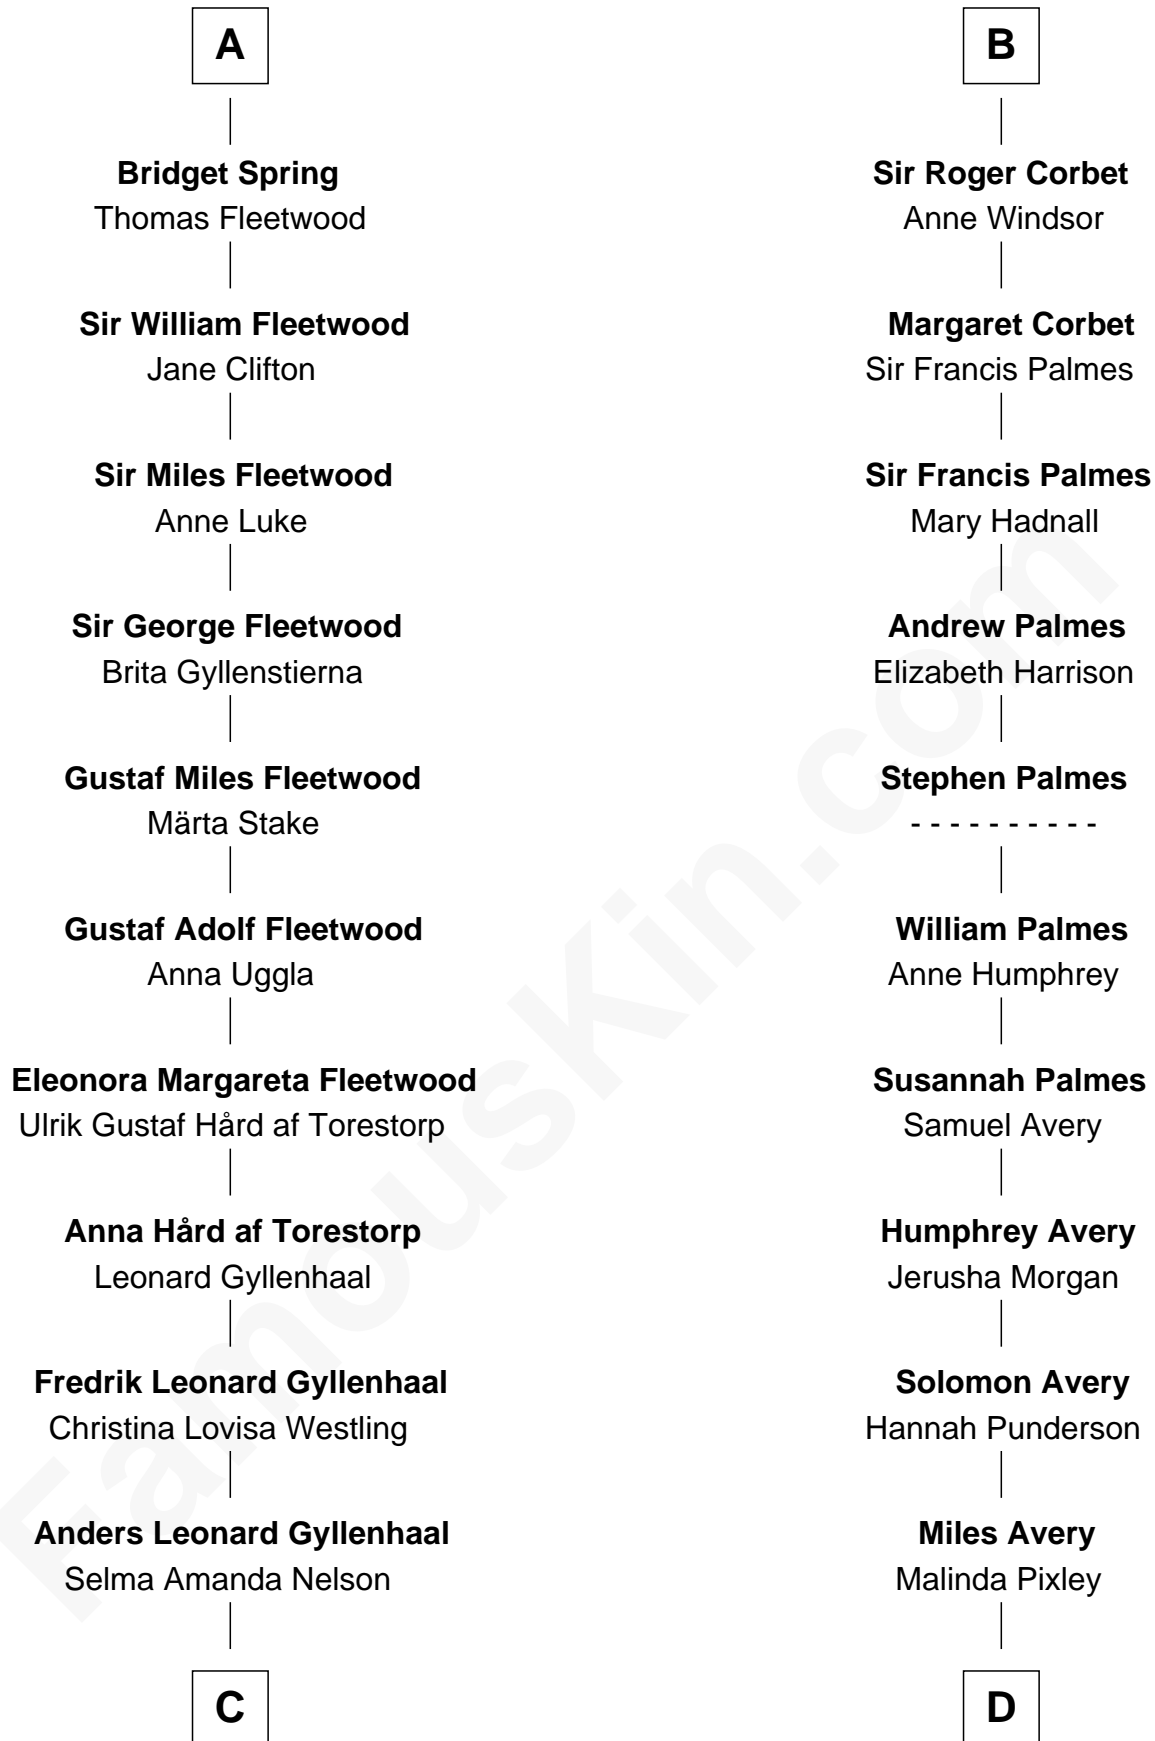 A
Bridget Spring
Thomas Fleetwood
Sir William Fleetwood
Jane Clifton
Sir Miles Fleetwood
Anne Luke
Sir George Fleetwood
Brita Gyllenstierna
Gustaf Miles Fleetwood
Märta Stake
Gustaf Adolf Fleetwood
Anna Uggla
Eleonora Margareta Fleetwood
Ulrik Gustaf Hård af Torestorp
Anna Hård af Torestorp
Leonard Gyllenhaal
Fredrik Leonard Gyllenhaal
Christina Lovisa Westling
Anders Leonard Gyllenhaal
Selma Amanda Nelson
C
B
Sir Roger Corbet
Anne Windsor
Margaret Corbet
Sir Francis Palmes
Sir Francis Palmes
Mary Hadnall
Andrew Palmes
Elizabeth Harrison
Stephen Palmes
- - - - - - - - - -
William Palmes
Anne Humphrey
Susannah Palmes
Samuel Avery
Humphrey Avery
Jerusha Morgan
Solomon Avery
Hannah Punderson
Miles Avery
Malinda Pixley
D
FamousKin.com